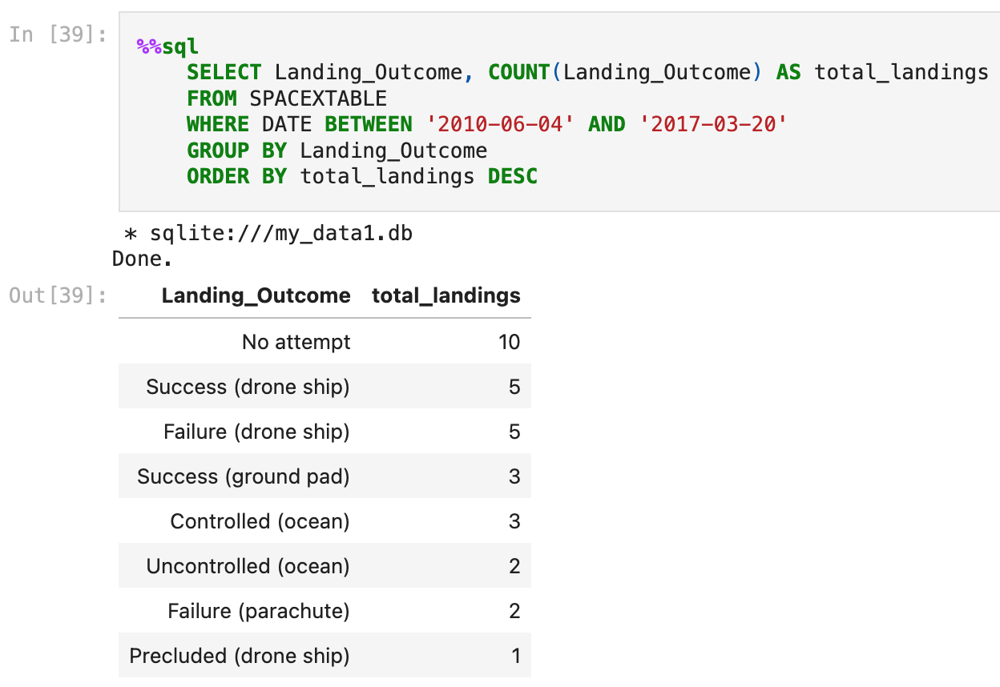 In [39]:
%%sql
SELECT Landing_Outcome, COUNT(Landing_Outcome) AS total_landings
FROM SPACEXTABLE
WHERE DATE BETWEEN '2010-06-04' AND '2017-03-20'
GROUP BY Landing_Outcome
ORDER BY total_landings DESC
* sqlite:///my_data1.db
Done.
Out[39]:
Landing_Outcome total_landings
No attempt 10
Success (drone ship) 5
Failure (drone ship) 5
Success (ground pad) 3
Controlled (ocean) 3
Uncontrolled (ocean) 2
Failure (parachute) 2
Precluded (drone ship) 1